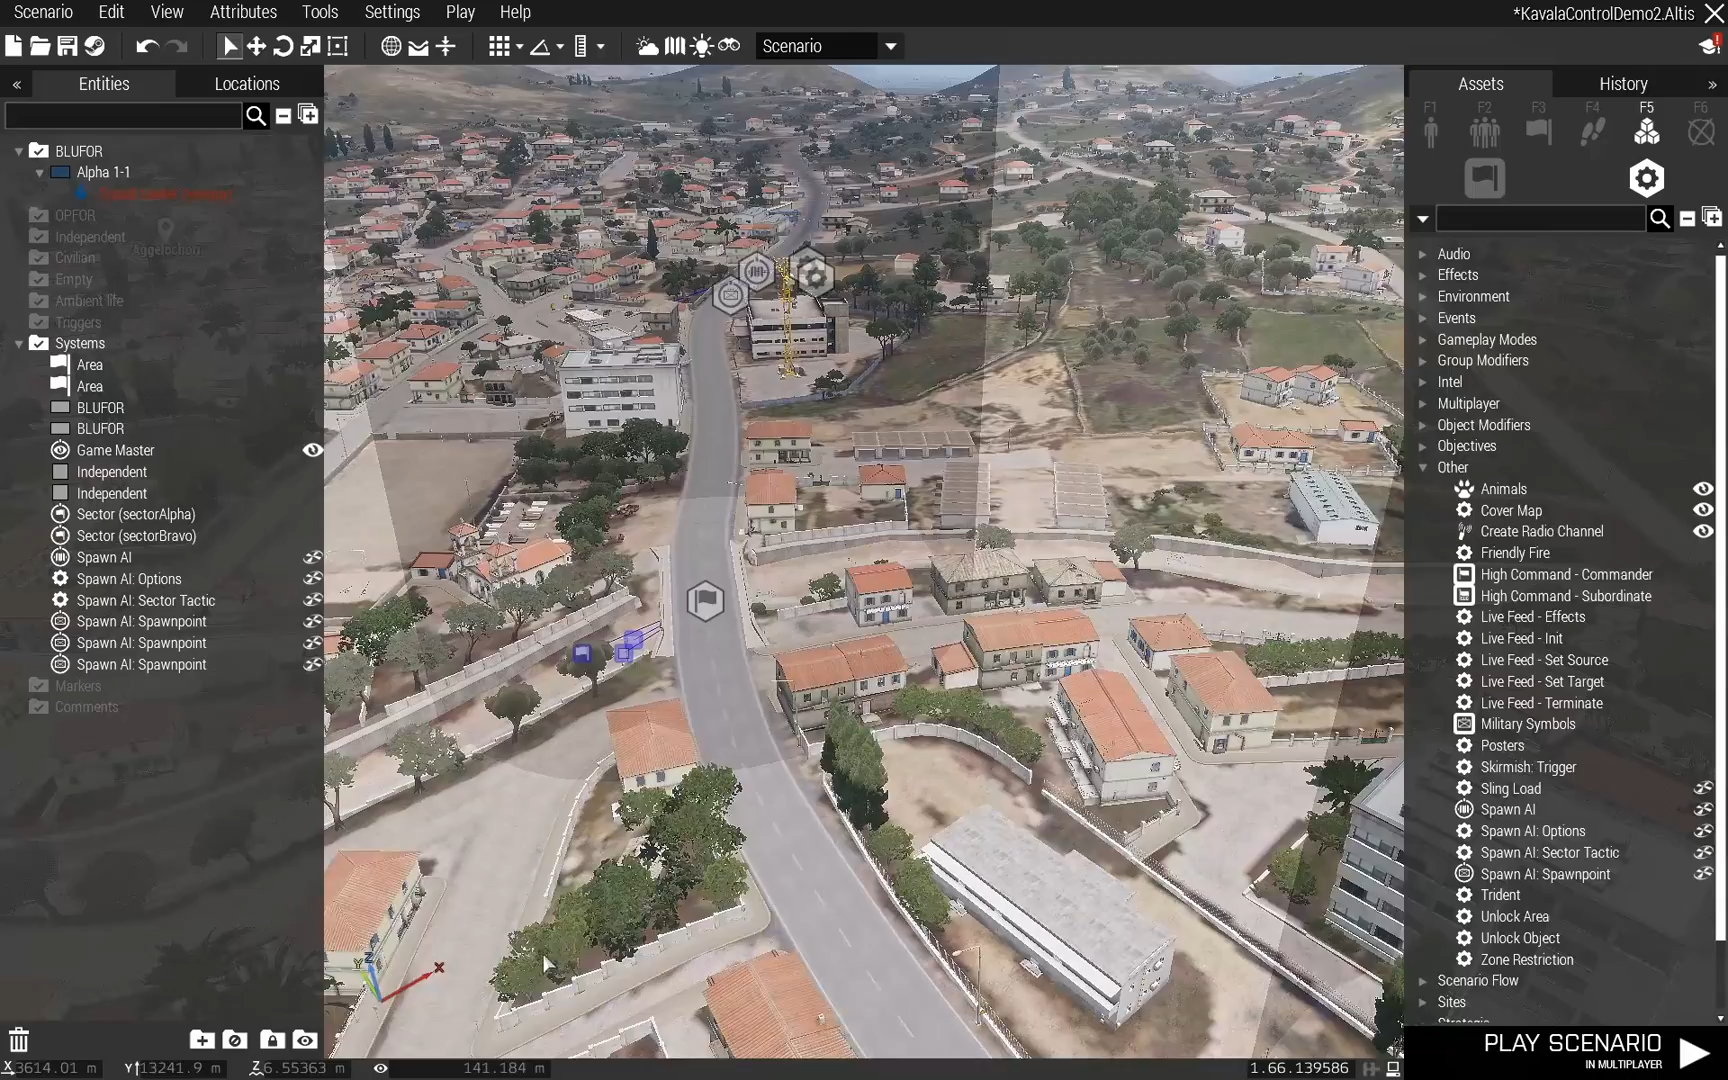 Scenario Edit View Attributes Tools Settings Play Help
*KavalaControlDemo2.Altis
Scenario
« Entities Locations
BLUFOR
Alpha 1-1
OPFOR
Independent
Civilian
Empty
Ambient life
Triggers
Systems
Area
Area
BLUFOR
BLUFOR
Game Master
Independent
Independent
Sector (sectorAlpha)
Sector (sectorBravo)
Spawn AI
Spawn AI: Options
Spawn AI: Sector Tactic
Spawn AI: Spawnpoint
Spawn AI: Spawnpoint
Spawn AI: Spawnpoint
Markers
Comments
Aggelochori
Y Z X
Assets History »
F1 F2 F3 F4 F5 F6
Audio
Effects
Environment
Events
Gameplay Modes
Group Modifiers
Intel
Multiplayer
Object Modifiers
Objectives
Other
Animals
Cover Map
Create Radio Channel
Friendly Fire
High Command - Commander
High Command - Subordinate
Live Feed - Effects
Live Feed - Init
Live Feed - Set Source
Live Feed - Set Target
Live Feed - Terminate
Military Symbols
Posters
Skirmish: Trigger
Sling Load
Spawn AI
Spawn AI: Options
Spawn AI: Sector Tactic
Spawn AI: Spawnpoint
Trident
Unlock Area
Unlock Object
Zone Restriction
Scenario Flow
Sites
Strategic
PLAY SCENARIO
IN MULTIPLAYER
X 3614.01 m Y 13241.9 m Z 6.55363 m 141.184 m 1.66.139586